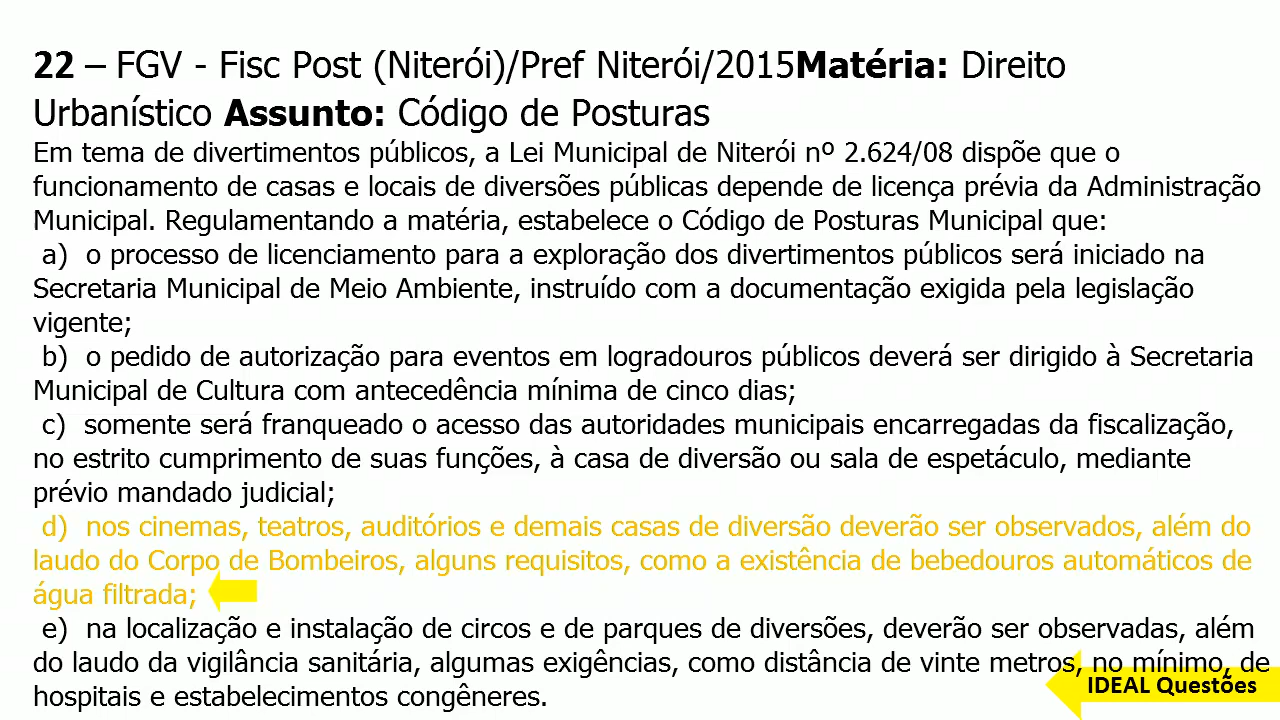 22 – FGV - Fisc Post (Niterói)/Pref Niterói/2015Matéria: Direito
Urbanístico Assunto: Código de Posturas
Em tema de divertimentos públicos, a Lei Municipal de Niterói nº 2.624/08 dispõe que o
funcionamento de casas e locais de diversões públicas depende de licença prévia da Administração
Municipal. Regulamentando a matéria, estabelece o Código de Posturas Municipal que:
a) o processo de licenciamento para a exploração dos divertimentos públicos será iniciado na
Secretaria Municipal de Meio Ambiente, instruído com a documentação exigida pela legislação
vigente;
b) o pedido de autorização para eventos em logradouros públicos deverá ser dirigido à Secretaria
Municipal de Cultura com antecedência mínima de cinco dias;
c) somente será franqueado o acesso das autoridades municipais encarregadas da fiscalização,
no estrito cumprimento de suas funções, à casa de diversão ou sala de espetáculo, mediante
prévio mandado judicial;
d) nos cinemas, teatros, auditórios e demais casas de diversão deverão ser observados, além do
laudo do Corpo de Bombeiros, alguns requisitos, como a existência de bebedouros automáticos de
água filtrada;
e) na localização e instalação de circos e de parques de diversões, deverão ser observadas, além
do laudo da vigilância sanitária, algumas exigências, como distância de vinte metros, no mínimo, de
hospitais e estabelecimentos congêneres.
IDEAL Questões